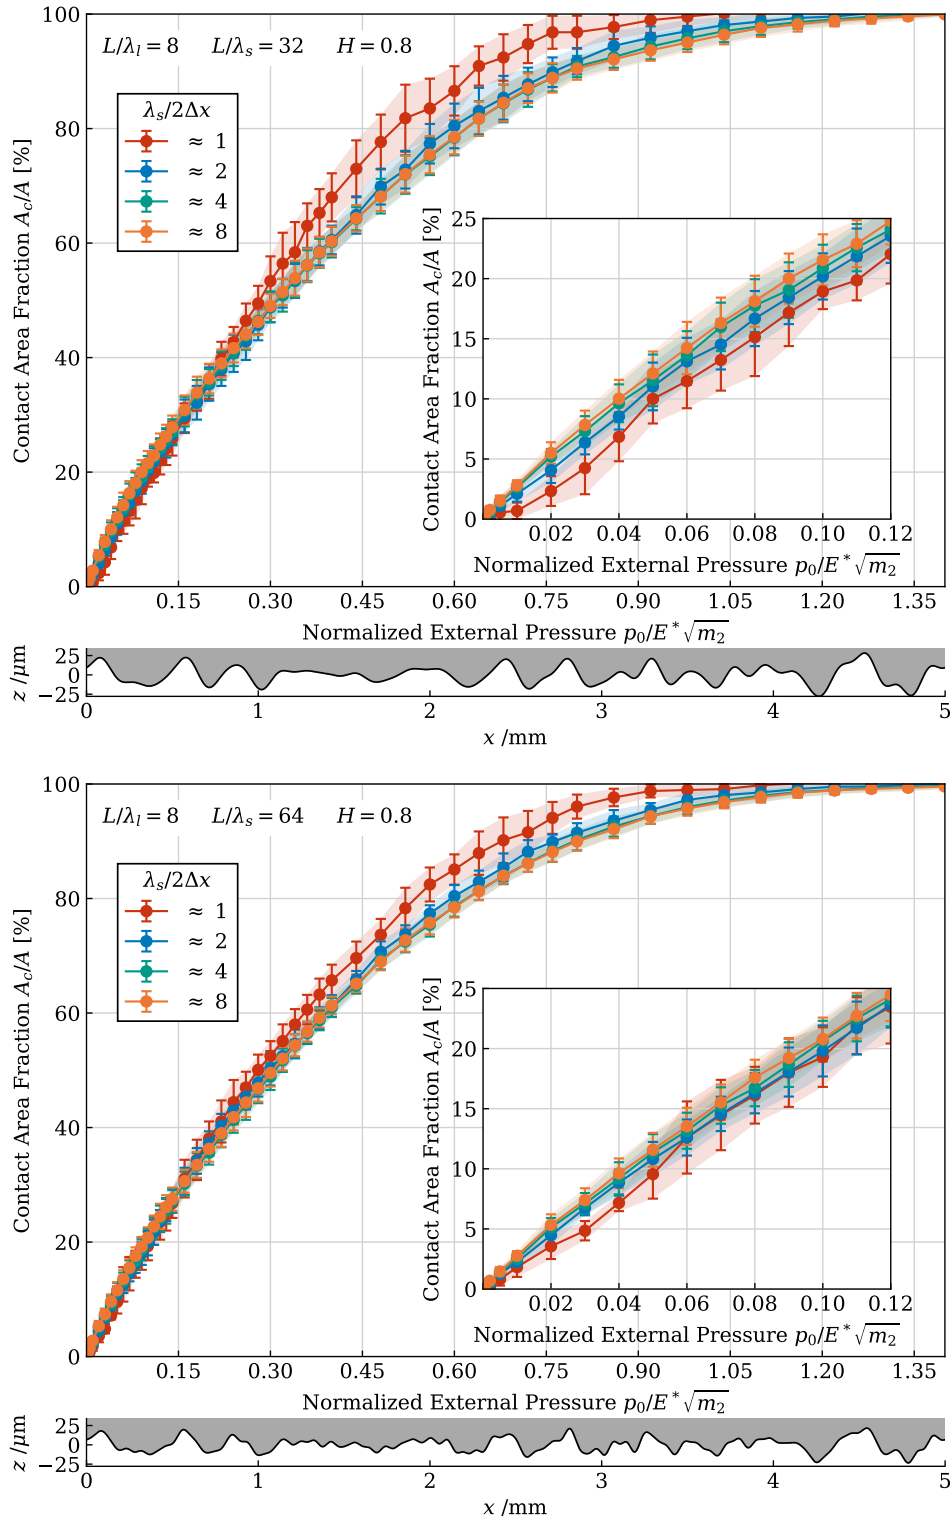 L/λ_l = 8 L/λ_s = 32 H = 0.8
λ_s/2Δx
≈ 1
≈ 2
≈ 4
≈ 8
Contact Area Fraction A_c/A [%]
0
20
40
60
80
100
0.15 0.30 0.45 0.60 0.75 0.90 1.05 1.20 1.35
Normalized External Pressure p_0/E*√m_2
Contact Area Fraction A_c/A [%]
0
5
10
15
20
25
0.02 0.04 0.06 0.08 0.10 0.12
Normalized External Pressure p_0/E*√m_2
z /μm
25
0
−25
0 1 2 3 4 5
x /mm
L/λ_l = 8 L/λ_s = 64 H = 0.8
λ_s/2Δx
≈ 1
≈ 2
≈ 4
≈ 8
Contact Area Fraction A_c/A [%]
0
20
40
60
80
100
0.15 0.30 0.45 0.60 0.75 0.90 1.05 1.20 1.35
Normalized External Pressure p_0/E*√m_2
Contact Area Fraction A_c/A [%]
0
5
10
15
20
25
0.02 0.04 0.06 0.08 0.10 0.12
Normalized External Pressure p_0/E*√m_2
z /μm
25
0
−25
0 1 2 3 4 5
x /mm